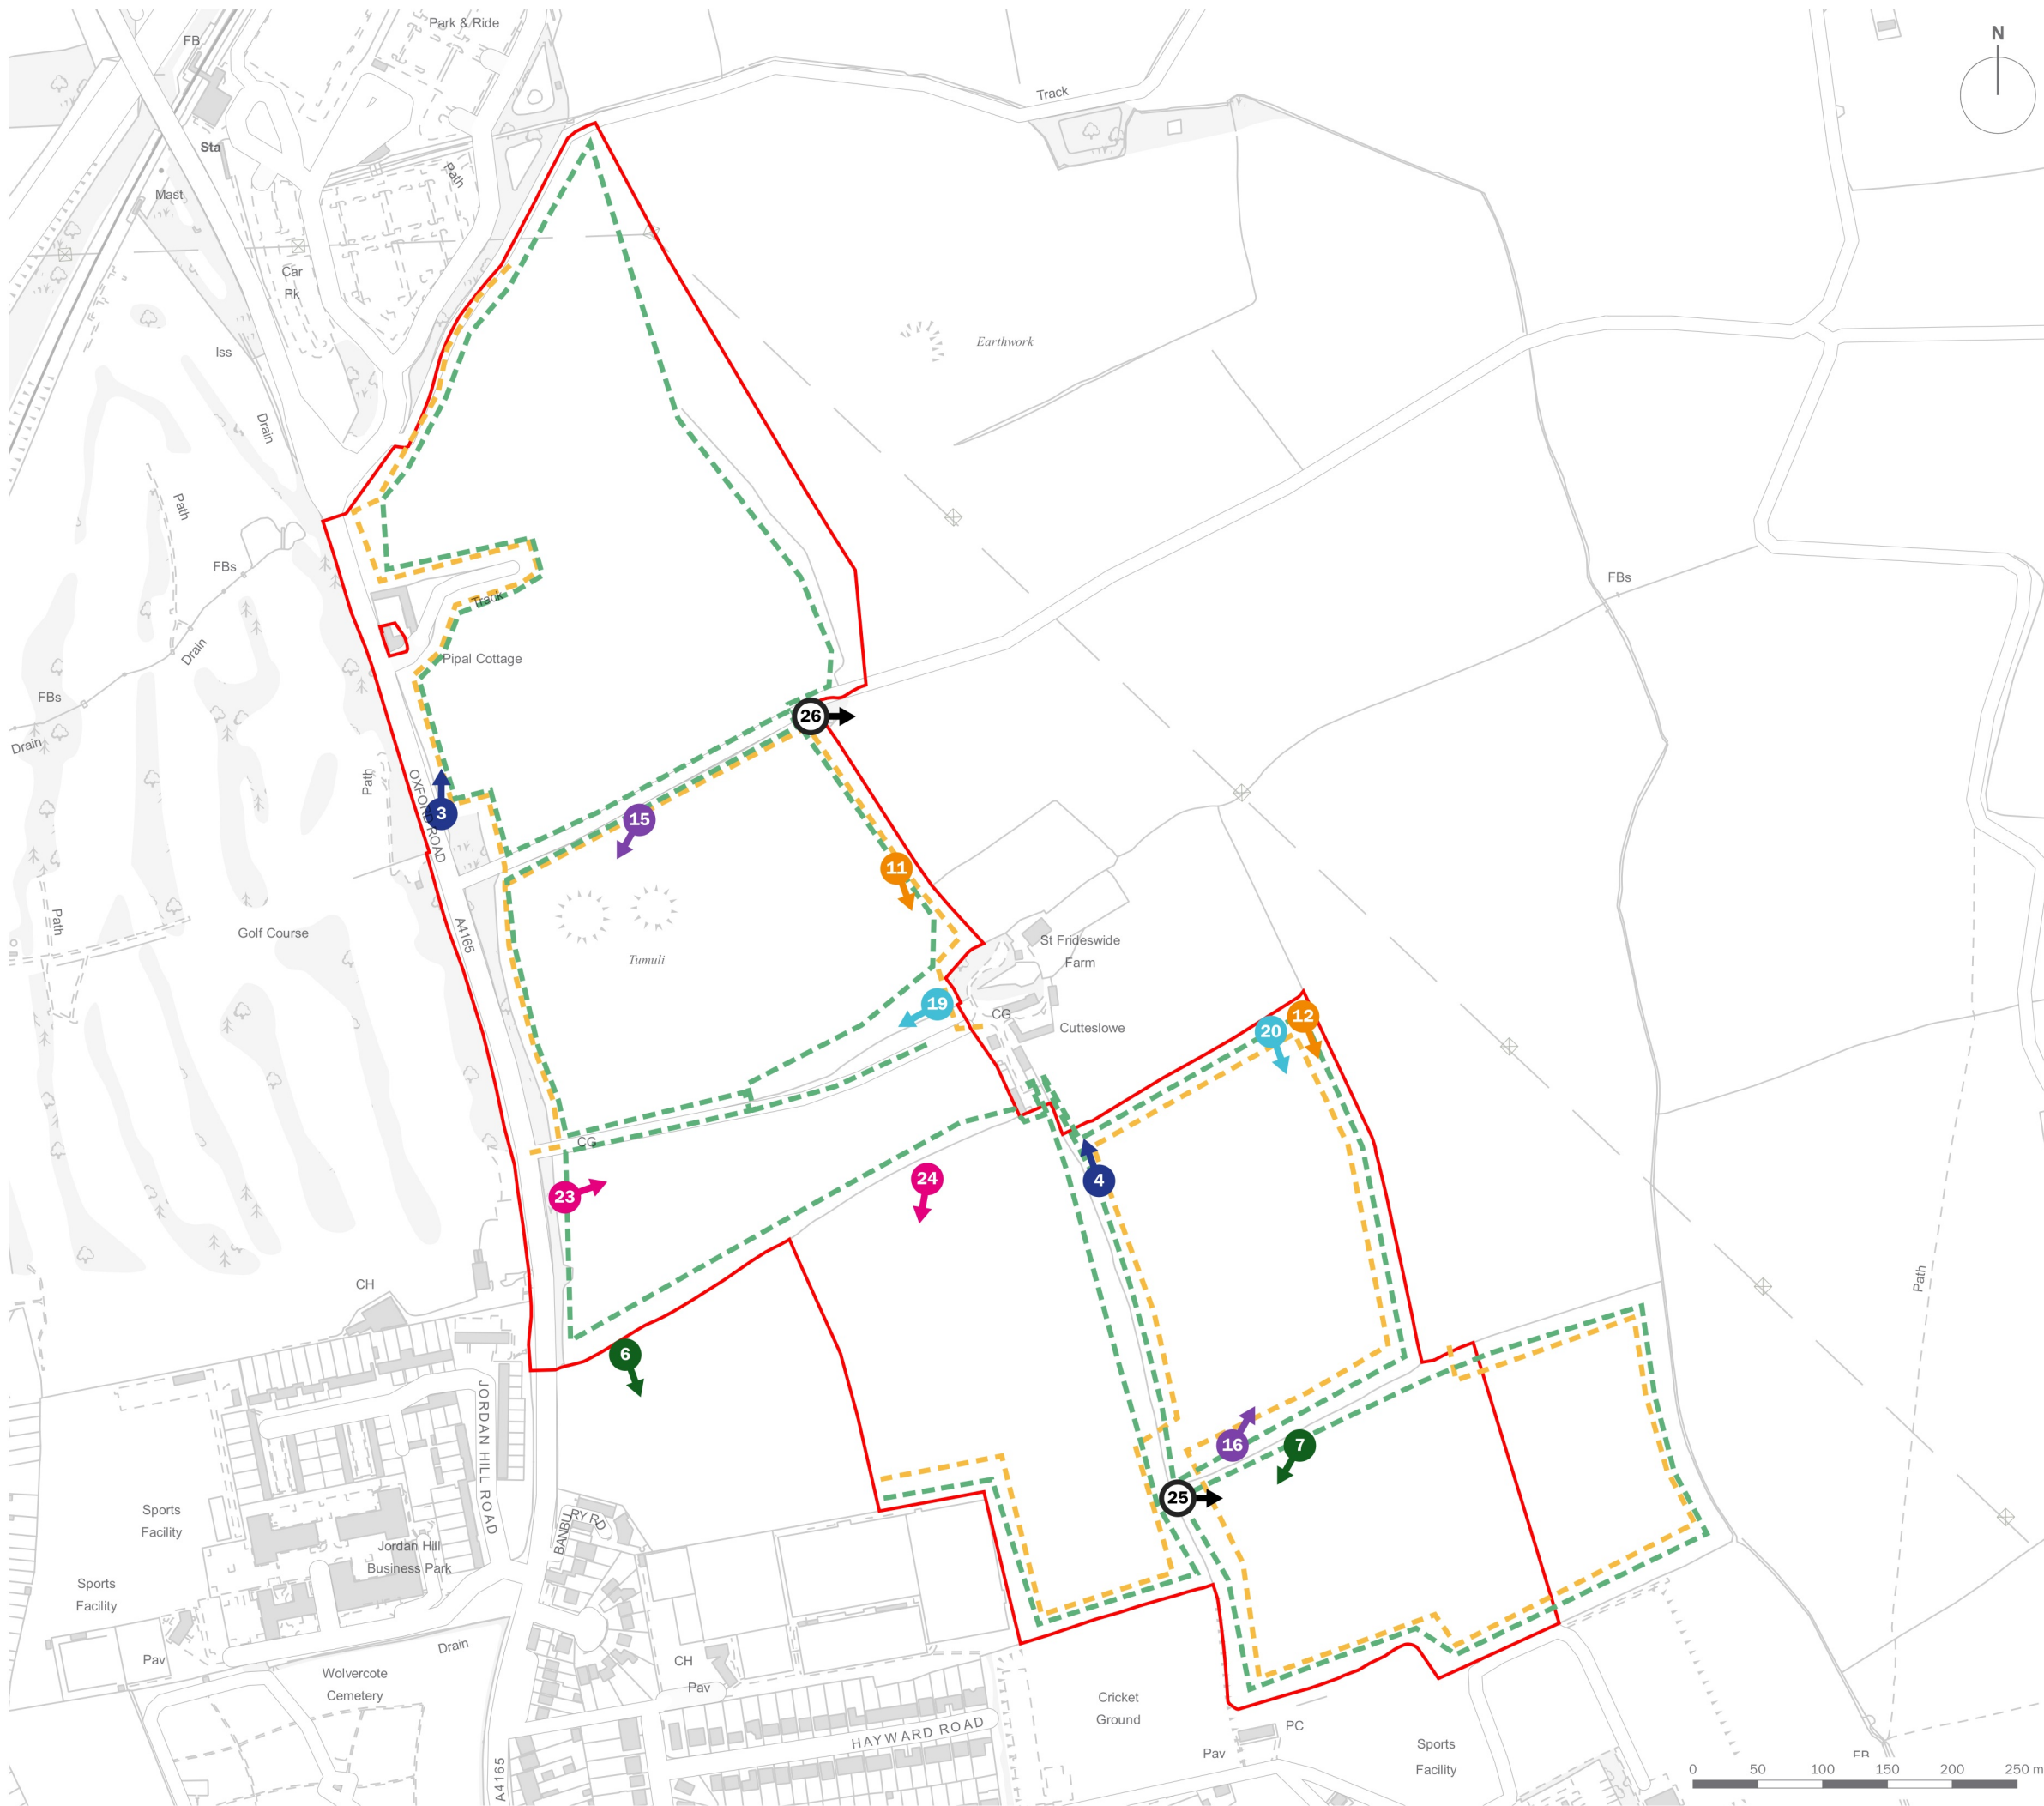 Park & Ride
FB
N
Track
Sta
Path
Mast
Car
Pk
Earthwork
Iss
Drain
Path
FBs
FBs
Track
Drain
Pipal Cottage
FBs
26
Drain
Path
OXFORD ROAD
3
15
11
Path
A4165
Golf Course
St Frideswide
Farm
Tumuli
19
CG
12
Cutteslowe
20
CG
4
24
23
Path
CH
6
JORDAN HILL ROAD
16
7
25
Sports
Facility
BANBURY RD
Jordan Hill
Business Park
Sports
Facility
Drain
Pav
Wolvercote
Cemetery
CH
Pav
Cricket
Ground
HAYWARD ROAD
PC
Pav
Sports
Facility
FB
A4165
0 50 100 150 200 250 m